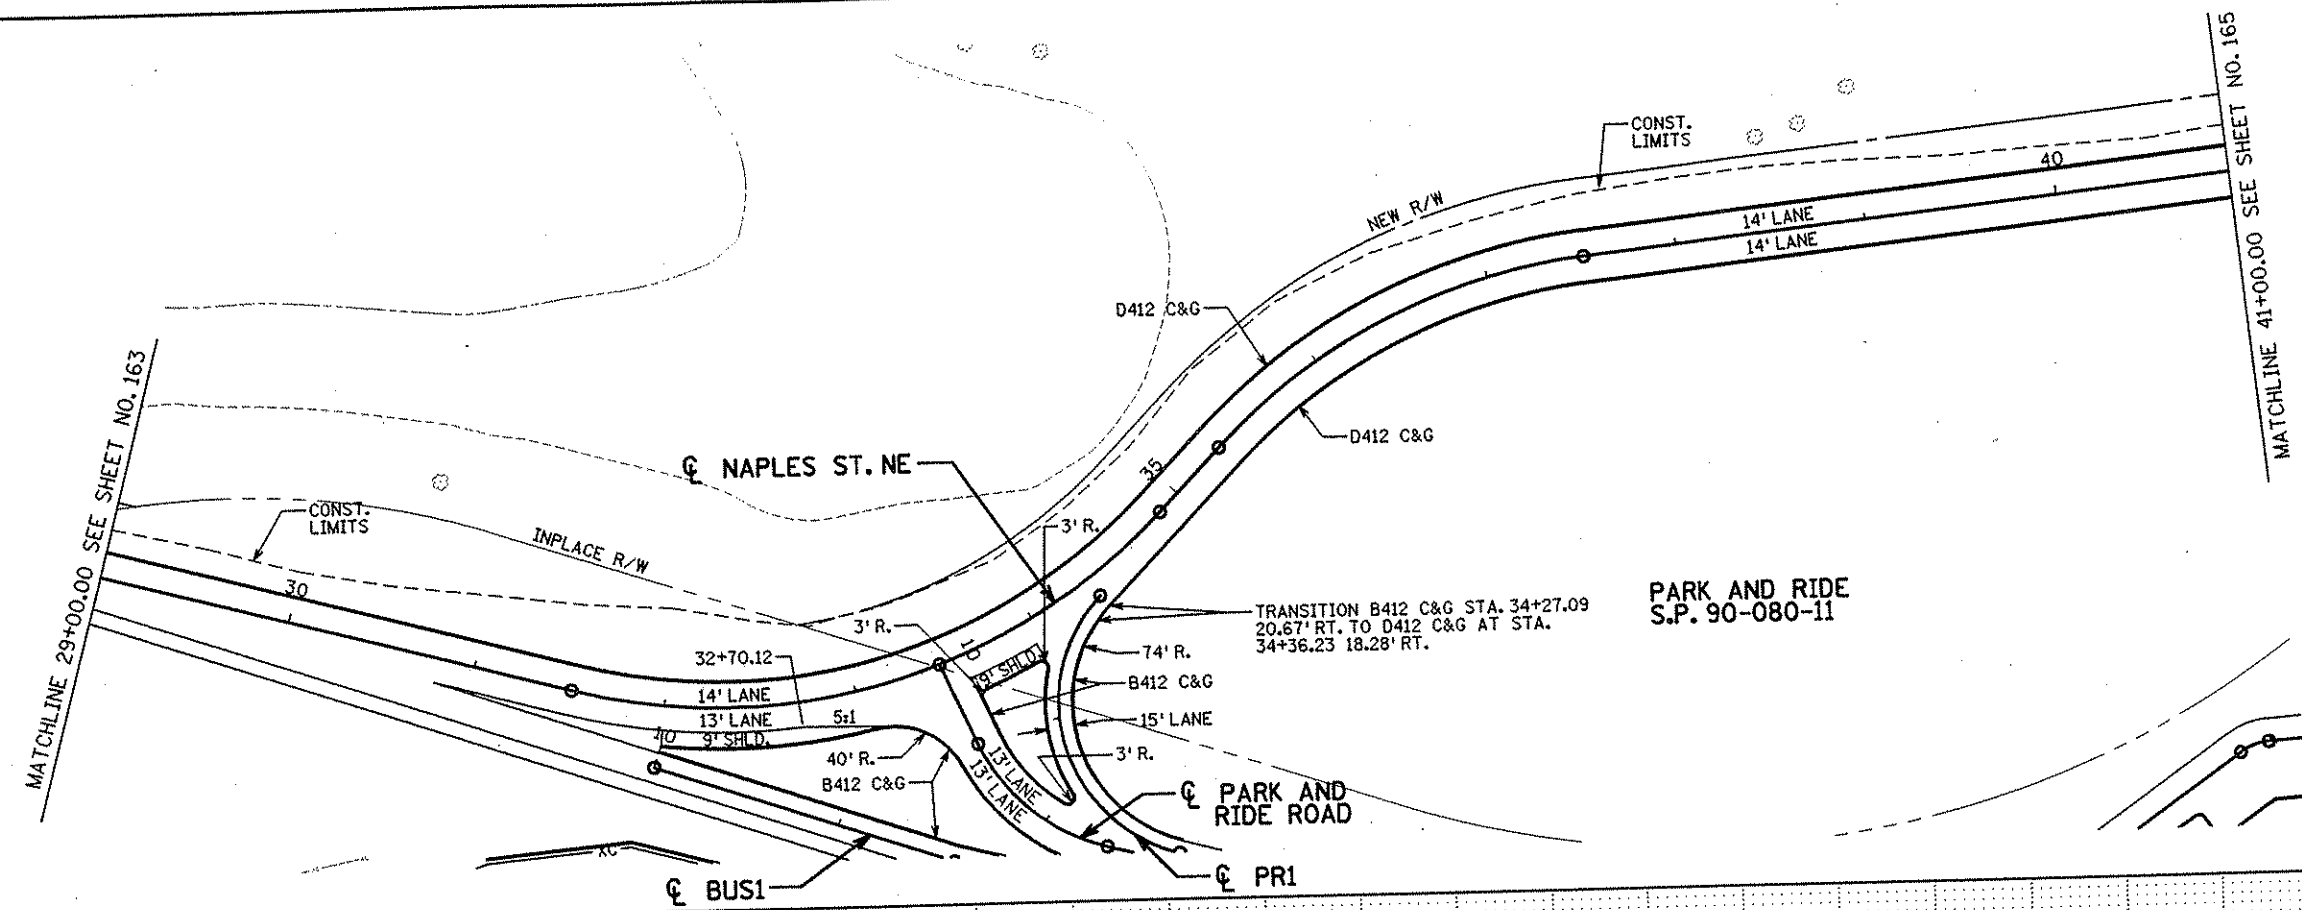 MATCHLINE 29+00.00 SEE SHEET NO. 163
MATCHLINE 41+00.00 SEE SHEET NO. 165
CONST.
LIMITS
40
NEW R/W
14' LANE
14' LANE
D412 C&G
D412 C&G
℄ NAPLES ST. NE
35
CONST.
LIMITS
INPLACE R/W
30
3' R.
3' R.
10
9' SHLD.
TRANSITION B412 C&G STA. 34+27.09
20.67' RT. TO D412 C&G AT STA.
34+36.23 18.28' RT.
PARK AND RIDE
S.P. 90-080-11
32+70.12
74' R.
B412 C&G
14' LANE
13' LANE
5:1
15' LANE
10
9' SHLD.
40' R.
3' R.
B412 C&G
13' LANE
13' LANE
℄ PARK AND
RIDE ROAD
XC
℄ BUS1
℄ PR1